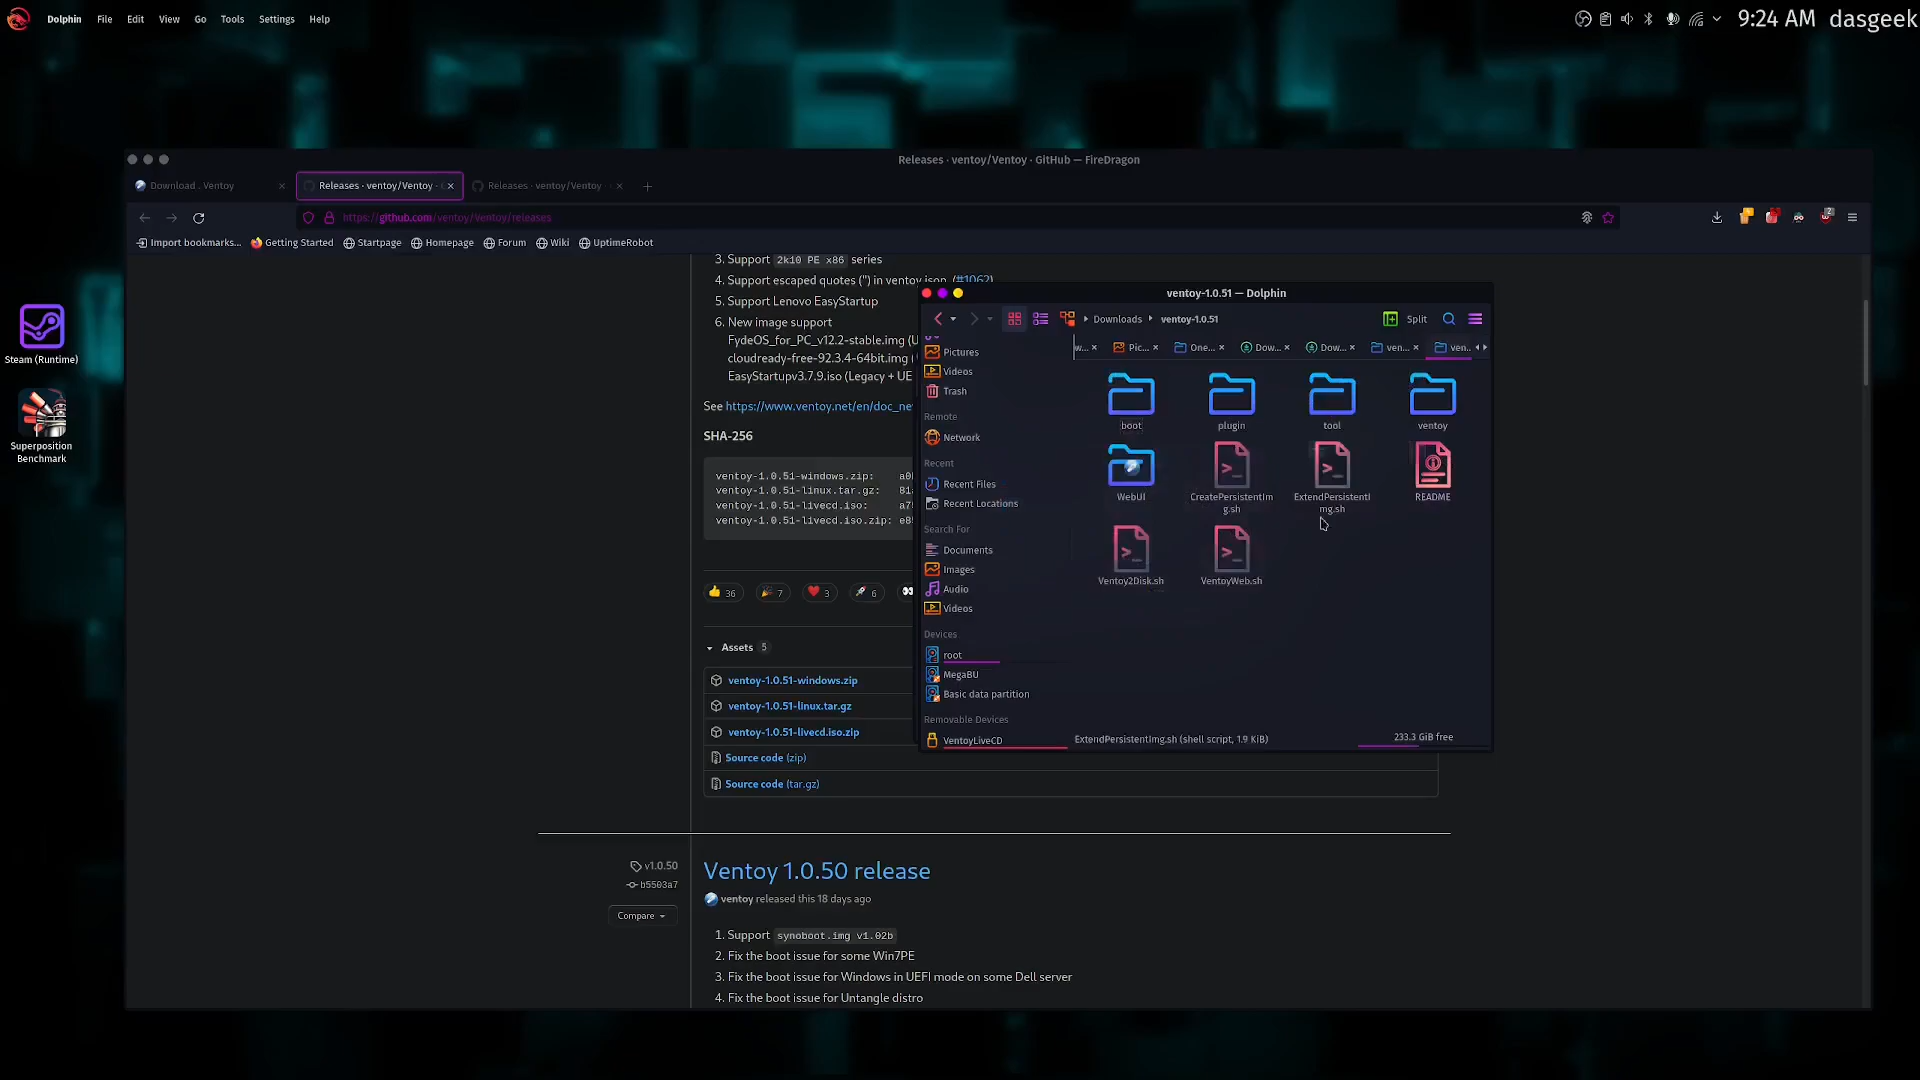 Dolphin File Edit View Go Tools Settings Help
9:24 AM dasgeek
Steam (Runtime)
Superposition
Benchmark
Releases · ventoy/Ventoy · GitHub — FireDragon
Download . Ventoy
Releases · ventoy/Ventoy ·
Releases · ventoy/Ventoy
https://github.com/ventoy/Ventoy/releases
Import bookmarks... Getting Started Startpage Homepage Forum Wiki UptimeRobot
3. Support 2k10 PE x86 series
4. Support escaped quotes (") in ventoy.json. (#1062)
5. Support Lenovo EasyStartup
6. New image support
FydeOS_for_PC_v12.2-stable.img (U
cloudready-free-92.3.4-64bit.img (
EasyStartupv3.7.9.iso (Legacy + UE
See https://www.ventoy.net/en/doc_ne
SHA-256
ventoy-1.0.51-windows.zip:
ventoy-1.0.51-linux.tar.gz:
ventoy-1.0.51-livecd.iso:
ventoy-1.0.51-livecd.iso.zip:
36 7 3 6
Assets 5
ventoy-1.0.51-windows.zip
ventoy-1.0.51-linux.tar.gz
ventoy-1.0.51-livecd.iso.zip
Source code (zip)
Source code (tar.gz)
v1.0.50
b5503a7
Compare
Ventoy 1.0.50 release
ventoy released this 18 days ago
1. Support synoboot.img v1.02b
2. Fix the boot issue for some Win7PE
3. Fix the boot issue for Windows in UEFI mode on some Dell server
4. Fix the boot issue for Untangle distro
ventoy-1.0.51 — Dolphin
Downloads ventoy-1.0.51
Split
w... Pic... One... Dow... Dow... ven... ven..
Pictures
Videos
Trash
Remote
Network
Recent
Recent Files
Recent Locations
Search For
Documents
Images
Audio
Videos
Devices
root
MegaBU
Basic data partition
Removable Devices
VentoyLiveCD
boot
plugin
tool
ventoy
WebUI
CreatePersistentIm
g.sh
ExtendPersistentI
mg.sh
README
Ventoy2Disk.sh
VentoyWeb.sh
ExtendPersistentImg.sh (shell script, 1.9 KiB)
233.3 GiB free